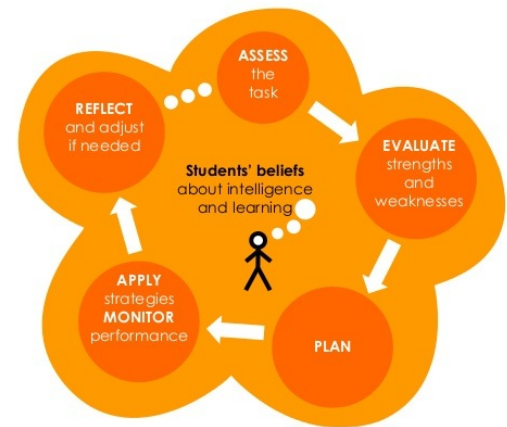 ASSESS
the
task
EVALUATE
strengths
and
weaknesses
PLAN
APPLY
strategies
MONITOR
performance
REFLECT
and adjust
if needed
Students' beliefs
about intelligence
and learning